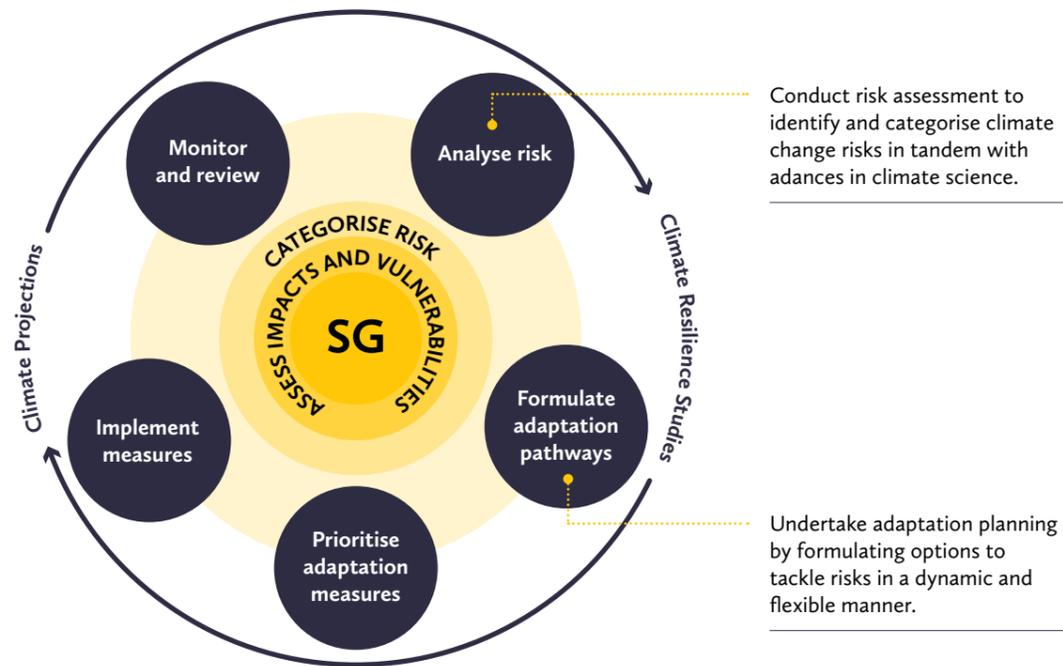 Monitor
and review
Analyse risk
Conduct risk assessment to
identify and categorise climate
change risks in tandem with
adances in climate science.
CATEGORISE RISK
ASSESS IMPACTS AND VULNERABILITIES
SG
Climate Projections
Climate Resilience Studies
Implement
measures
Formulate
adaptation
pathways
Prioritise
adaptation
measures
Undertake adaptation planning
by formulating options to
tackle risks in a dynamic and
flexible manner.